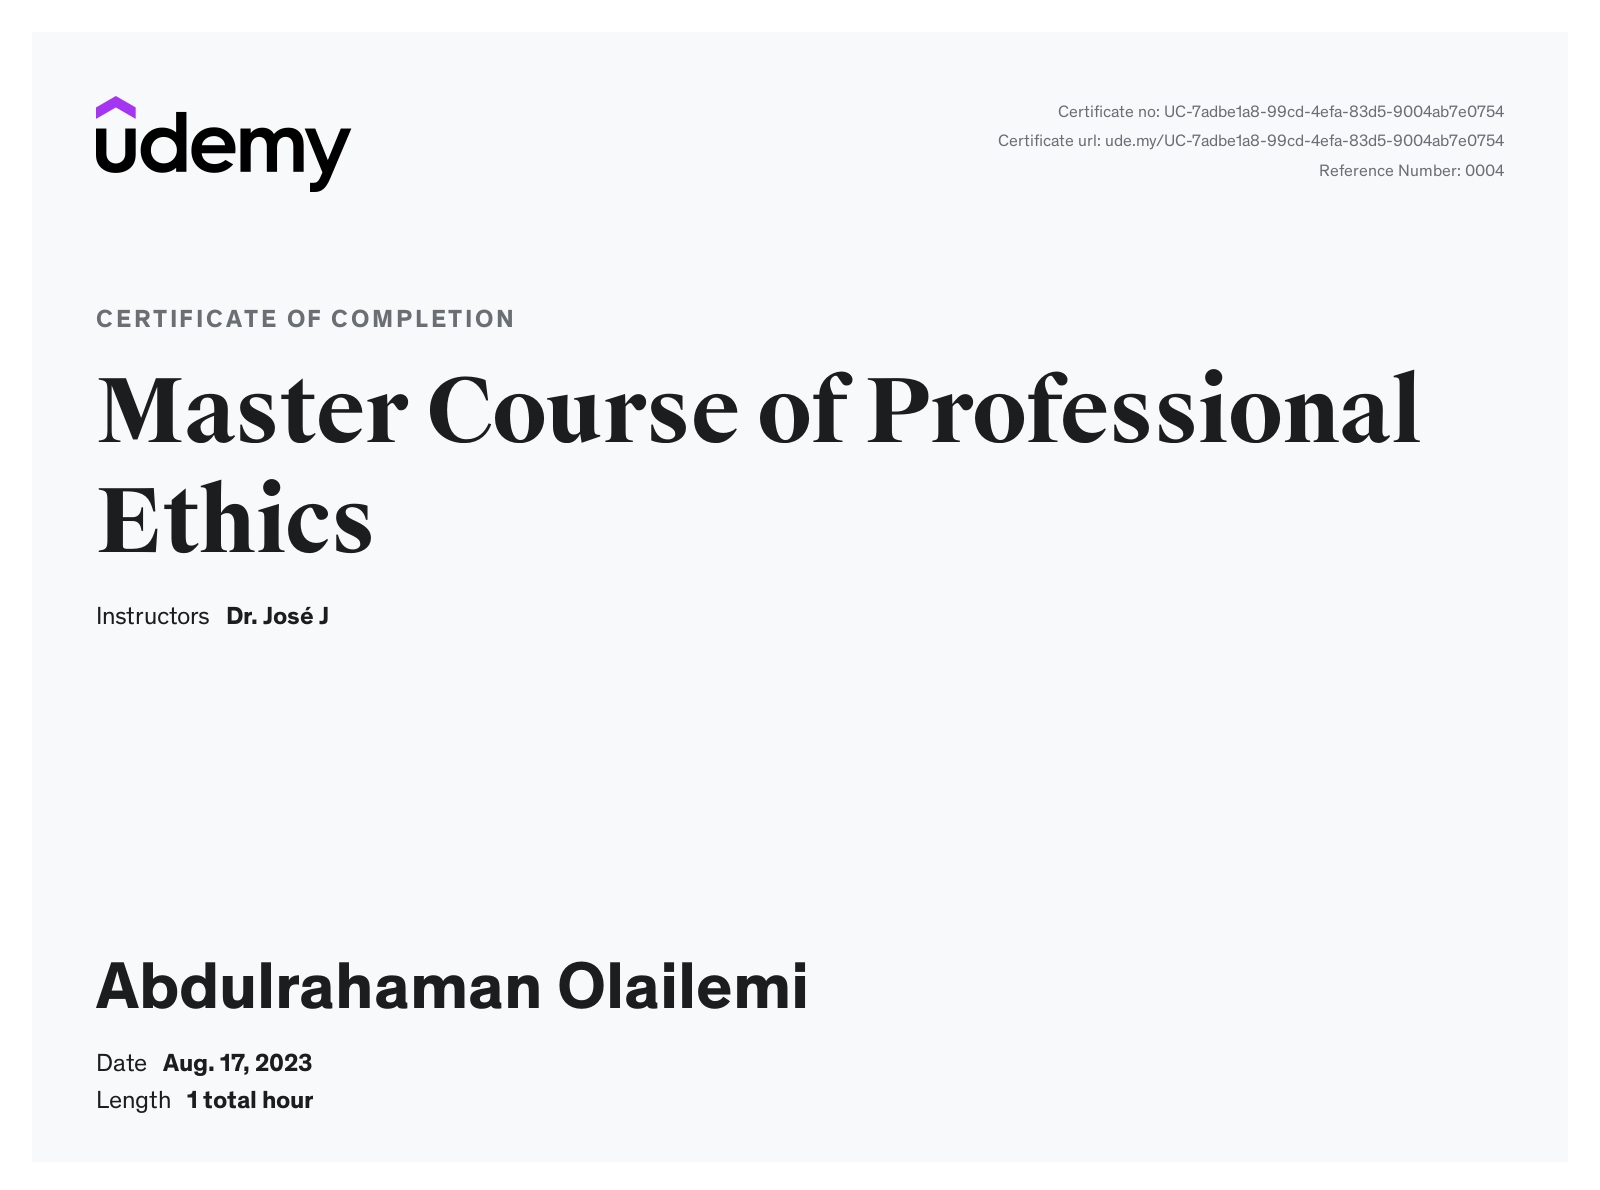 udemy
Certificate no: UC-7adbe1a8-99cd-4efa-83d5-9004ab7e0754
Certificate url: ude.my/UC-7adbe1a8-99cd-4efa-83d5-9004ab7e0754
Reference Number: 0004
CERTIFICATE OF COMPLETION
Master Course of Professional
Ethics
Instructors Dr. José J
Abdulrahaman Olailemi
Date Aug. 17, 2023
Length 1 total hour